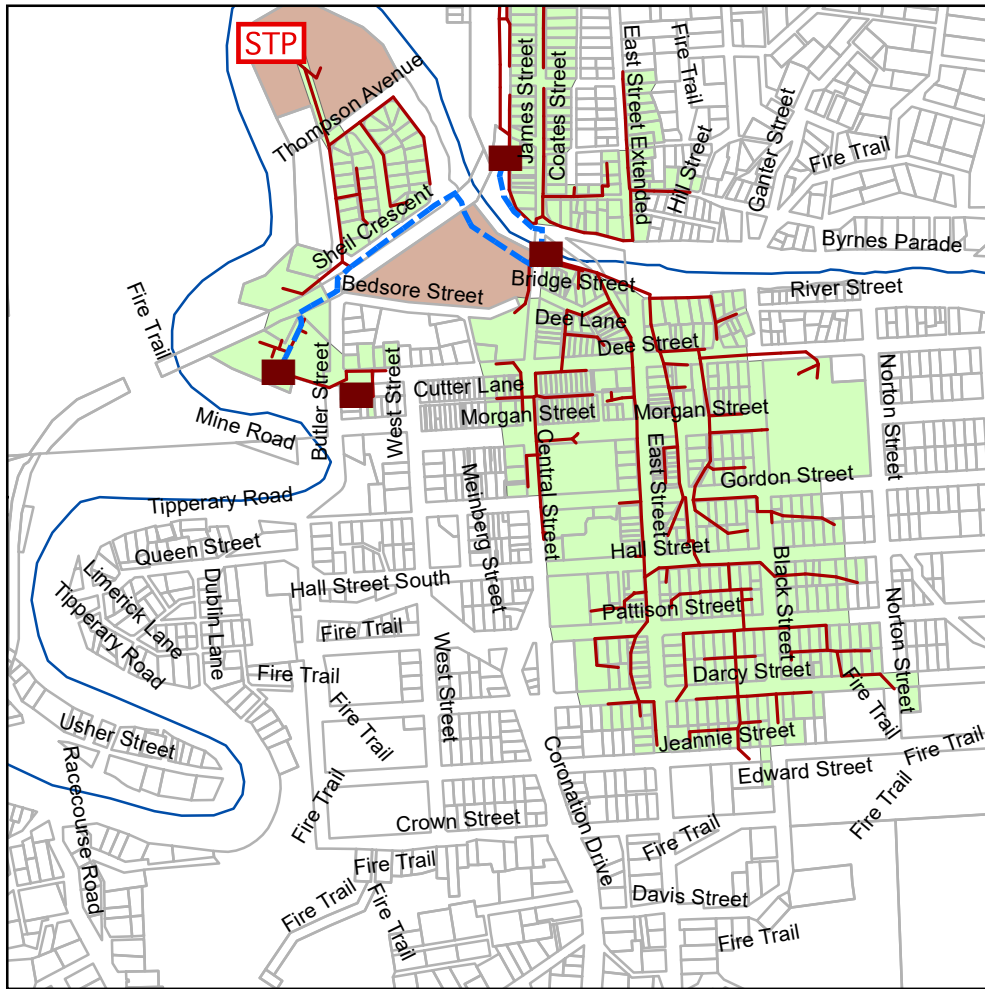 STP
Thompson Avenue
James Street
Coates Street
East Street Extended
Fire Trail
Hill Street
Ganter Street
Fire Trail
Byrnes Parade
Sheil Crescent
Bedsore Street
Bridge Street
River Street
Fire Trail
Dee Lane
Dee Street
Butler Street
West Street
Cutter Lane
Morgan Street
Morgan Street
Norton Street
Mine Road
Central Street
East Street
Gordon Street
Meinberg Street
Tipperary Road
Queen Street
Hall Street
Black Street
Limerick Lane
Dublin Lane
Hall Street South
Pattison Street
Norton Street
Tipperary Road
Fire Trail
Fire Trail
West Street
Darcy Street
Fire Trail
Fire Trail
Usher Street
Jeannie Street
Fire Trail
Edward Street
Coronation Drive
Racecourse Road
Fire Trail
Fire Trail
Crown Street
Fire Trail
Fire Trail
Fire Trail
Fire Trail
Davis Street
Fire Trail